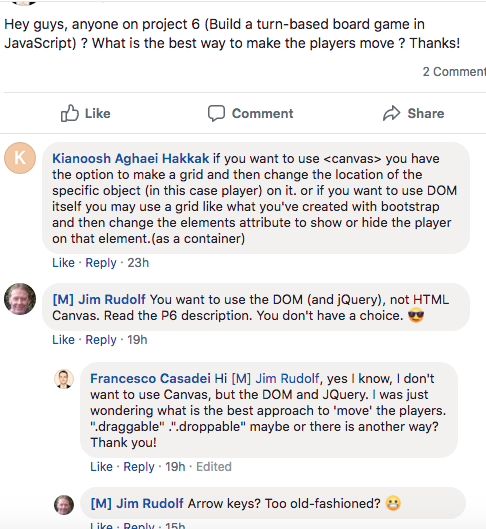 Hey guys, anyone on project 6 (Build a turn-based board game in
JavaScript) ? What is the best way to make the players move ? Thanks!
2 Comment
Like Comment Share
K
Kianoosh Aghaei Hakkak if you want to use <canvas> you have
the option to make a grid and then change the location of the
specific object (in this case player) on it. or if you want to use DOM
itself you may use a grid like what you've created with bootstrap
and then change the elements attribute to show or hide the player
on that element.(as a container)
Like · Reply · 23h
[M] Jim Rudolf You want to use the DOM (and jQuery), not HTML
Canvas. Read the P6 description. You don't have a choice. 😎
Like · Reply · 19h
Francesco Casadei Hi [M] Jim Rudolf, yes I know, I don't
want to use Canvas, but the DOM and JQuery. I was just
wondering what is the best approach to 'move' the players.
".draggable" .".droppable" maybe or there is another way?
Thank you!
Like · Reply · 19h · Edited
[M] Jim Rudolf Arrow keys? Too old-fashioned? 😬
Like · Reply · 15h